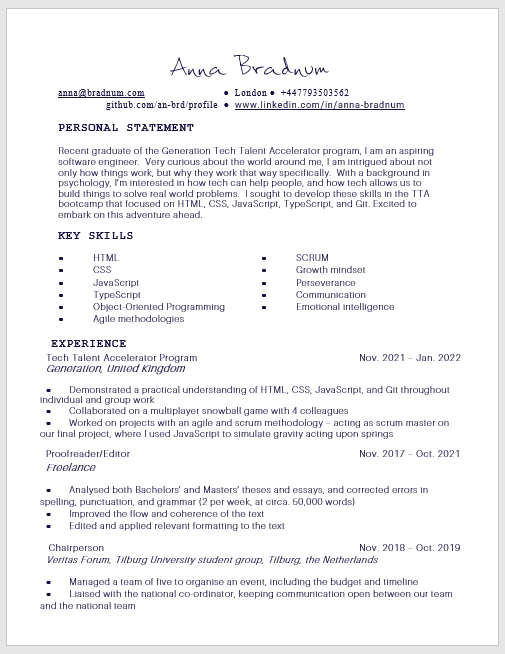 Anna Bradnum
anna@bradnum.com ● London ● +447793503562
github.com/an-brd/profile ● www.linkedin.com/in/anna-bradnum
PERSONAL STATEMENT
Recent graduate of the Generation Tech Talent Accelerator program, I am an aspiring
software engineer. Very curious about the world around me, I am intrigued about not
only how things work, but why they work that way specifically. With a background in
psychology, I'm interested in how tech can help people, and how tech allows us to
build things to solve real world problems. I sought to develop these skills in the TTA
bootcamp that focused on HTML, CSS, JavaScript, TypeScript, and Git. Excited to
embark on this adventure ahead.
KEY SKILLS
● HTML
● CSS
● JavaScript
● TypeScript
● Object-Oriented Programming
● Agile methodologies
● SCRUM
● Growth mindset
● Perseverance
● Communication
● Emotional intelligence
EXPERIENCE
Tech Talent Accelerator Program Nov. 2021 – Jan. 2022
Generation, United Kingdom
● Demonstrated a practical understanding of HTML, CSS, JavaScript, and Git throughout
individual and group work
● Collaborated on a multiplayer snowball game with 4 colleagues
● Worked on projects with an agile and scrum methodology – acting as scrum master on
our final project, where I used JavaScript to simulate gravity acting upon springs
Proofreader/Editor Nov. 2017 – Oct. 2021
Freelance
● Analysed both Bachelors' and Masters' theses and essays, and corrected errors in
spelling, punctuation, and grammar (2 per week, at circa. 50,000 words)
● Improved the flow and coherence of the text
● Edited and applied relevant formatting to the text
Chairperson Nov. 2018 – Oct. 2019
Veritas Forum, Tilburg University student group, Tilburg, the Netherlands
● Managed a team of five to organise an event, including the budget and timeline
● Liaised with the national co-ordinator, keeping communication open between our team
and the national team